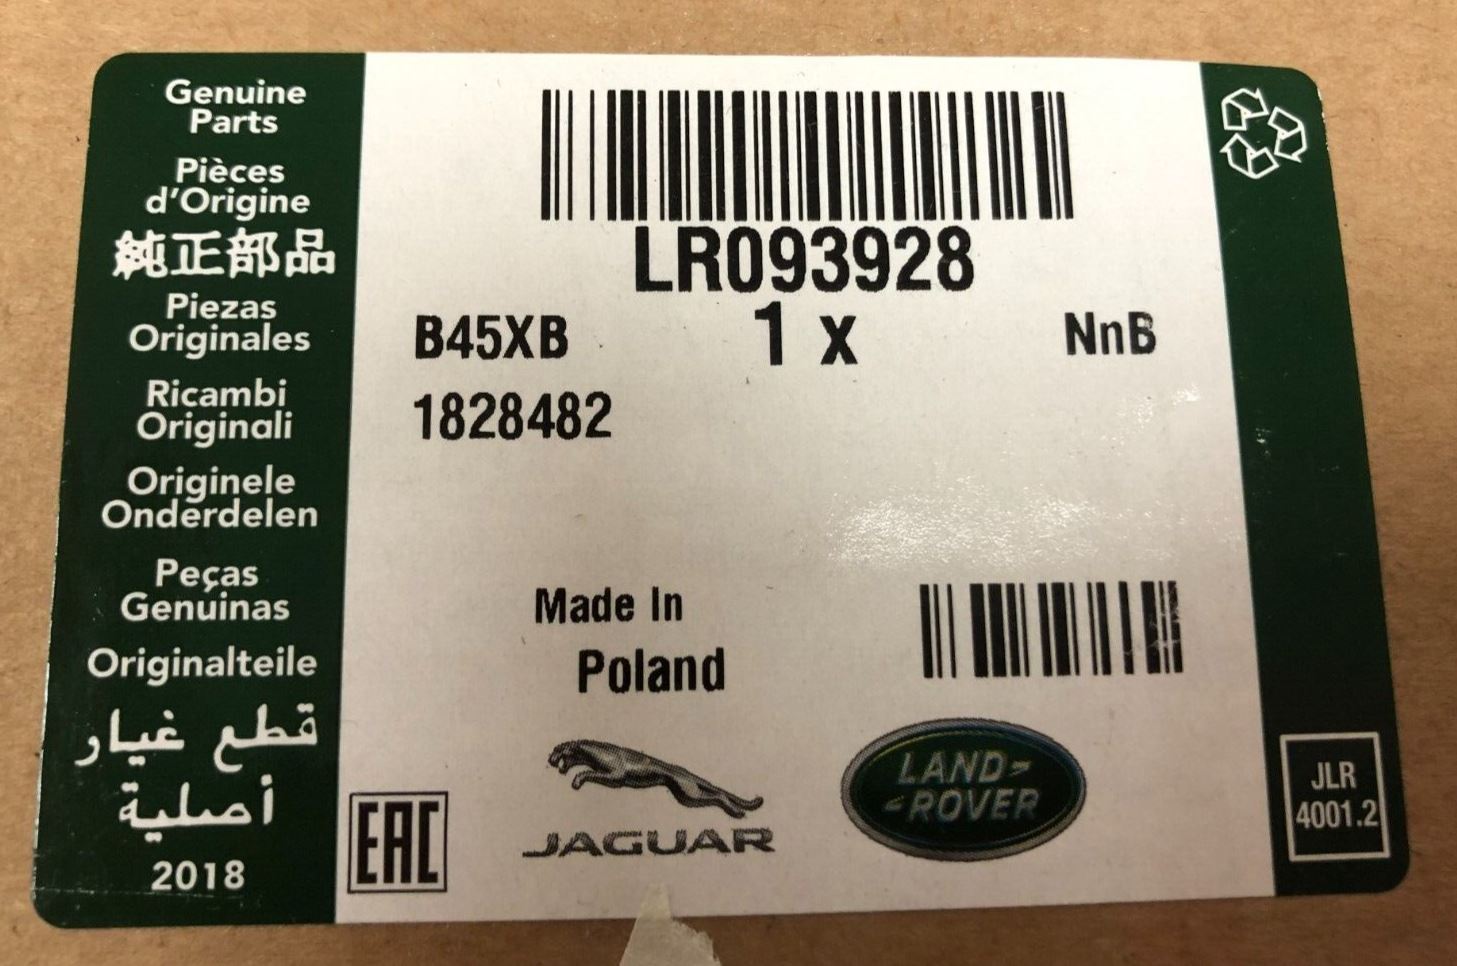 Genuine
Parts
Pièces
d'Origine
純正部品
Piezas
Originales
Ricambi
Originali
Originele
Onderdelen
Peças
Genuinas
Originalteile
قطع غيار
أصلية
2018
LR093928
B45XB 1 x NnB
1828482
Made In
Poland
EAC
JAGUAR
LAND-
-ROVER
JLR
4001.2